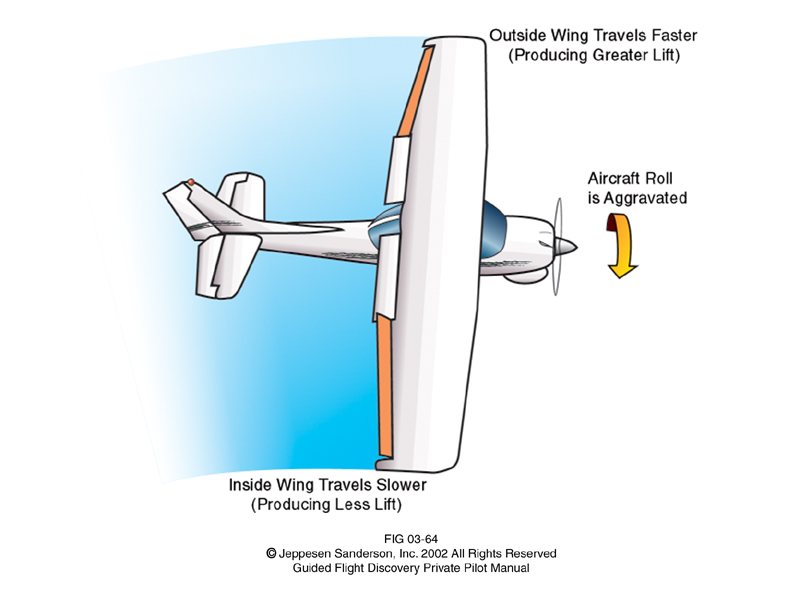 Outside Wing Travels Faster
(Producing Greater Lift)
Aircraft Roll
is Aggravated
Inside Wing Travels Slower
(Producing Less Lift)
FIG 03-64
© Jeppesen Sanderson, Inc. 2002 All Rights Reserved
Guided Flight Discovery Private Pilot Manual